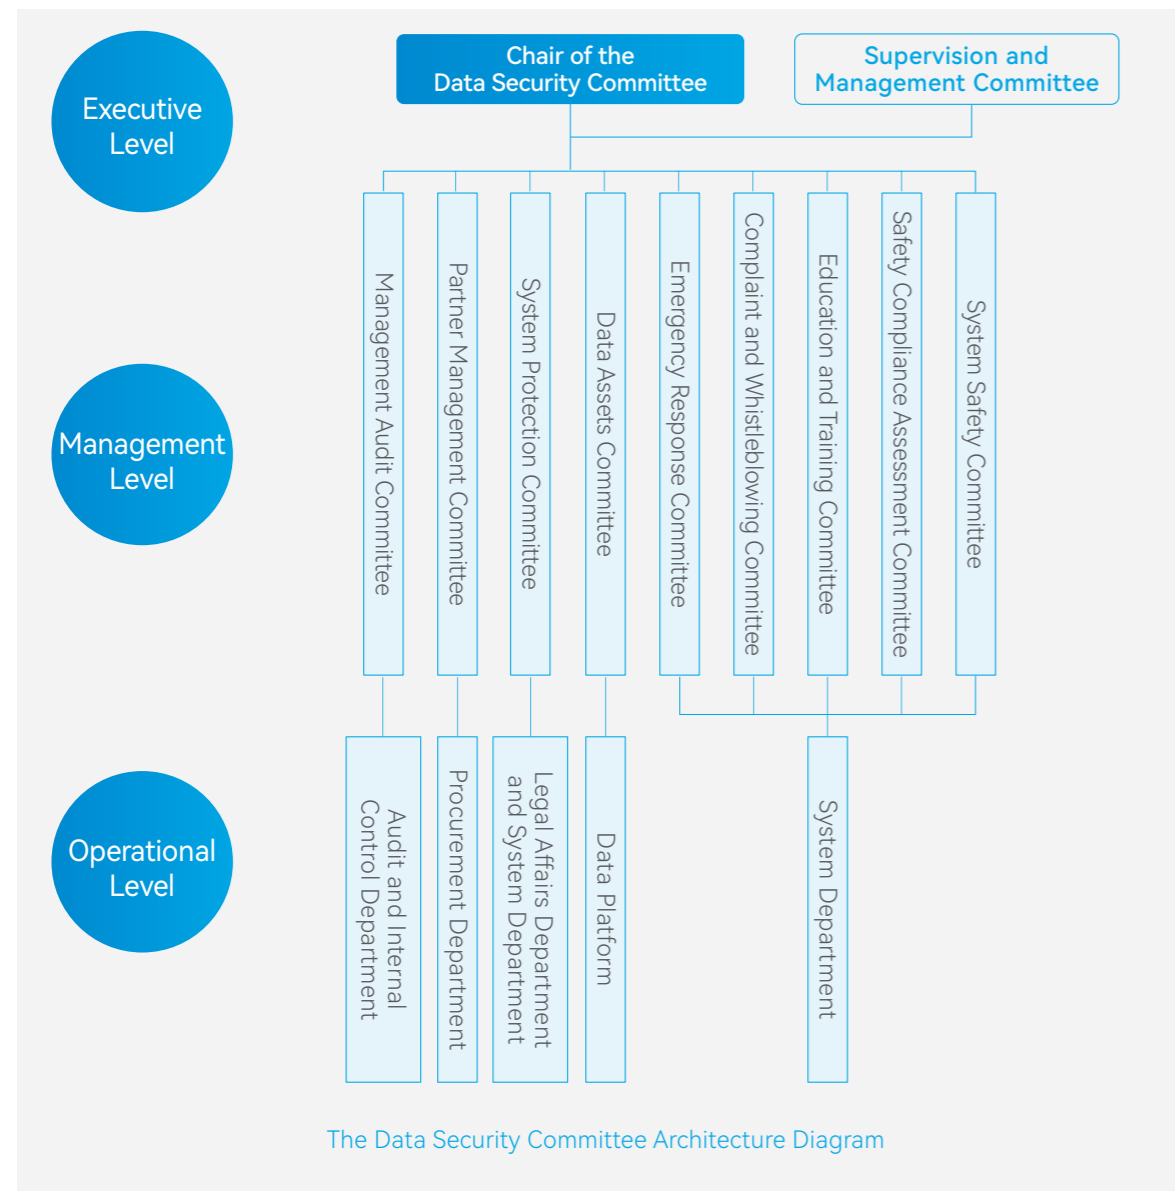 Executive
Level
Chair of the
Data Security Committee
Supervision and
Management Committee
Management
Level
Management Audit Committee
Partner Management Committee
System Protection Committee
Data Assets Committee
Emergency Response Committee
Complaint and Whistleblowing Committee
Education and Training Committee
Safety Compliance Assessment Committee
System Safety Committee
Operational
Level
Audit and Internal
Control Department
Procurement Department
Legal Affairs Department
and System Department
Data Platform
System Department
The Data Security Committee Architecture Diagram